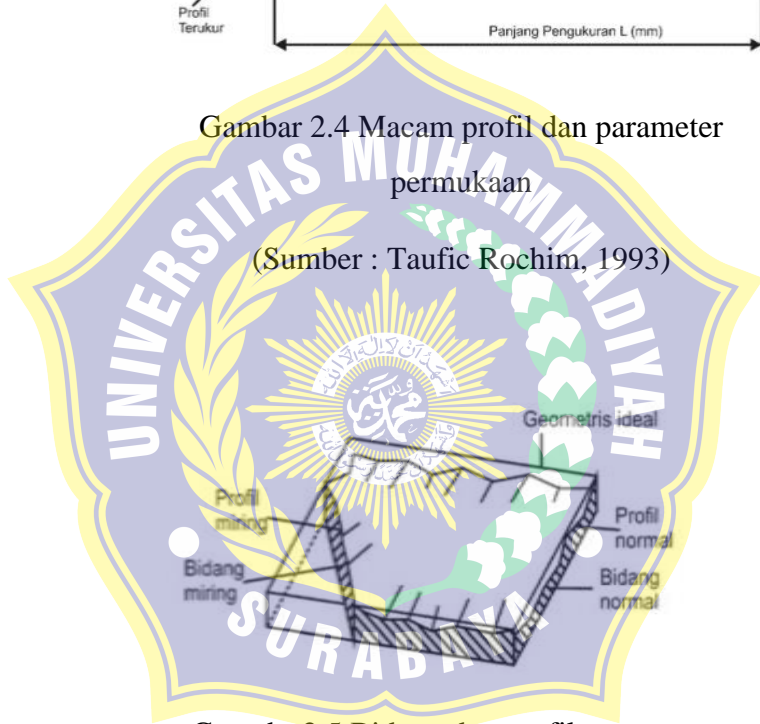 Profil
Terukur
Panjang Pengukuran L (mm)
Gambar 2.4 Macam profil dan parameter
permukaan
(Sumber : Taufic Rochim, 1993)
UNIVERSITAS MUHAMMADIYAH
SURABAYA
Geometris ideal
Profil
miring
Profil
normal
Bidang
miring
Bidang
normal